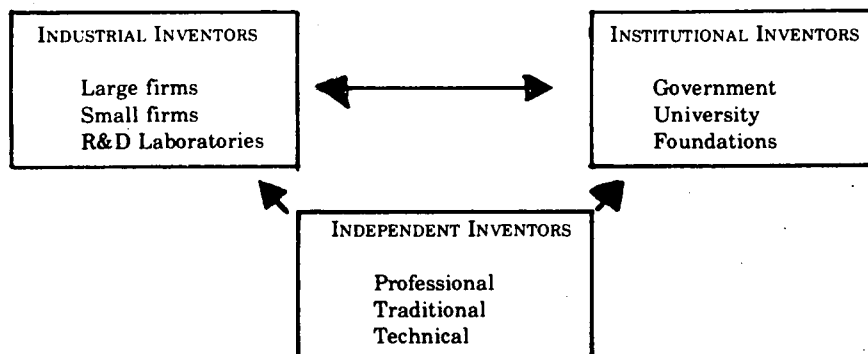 INDUSTRIAL INVENTORS
Large firms
Small firms
R&D Laboratories
INSTITUTIONAL INVENTORS
Government
University
Foundations
INDEPENDENT INVENTORS
Professional
Traditional
Technical